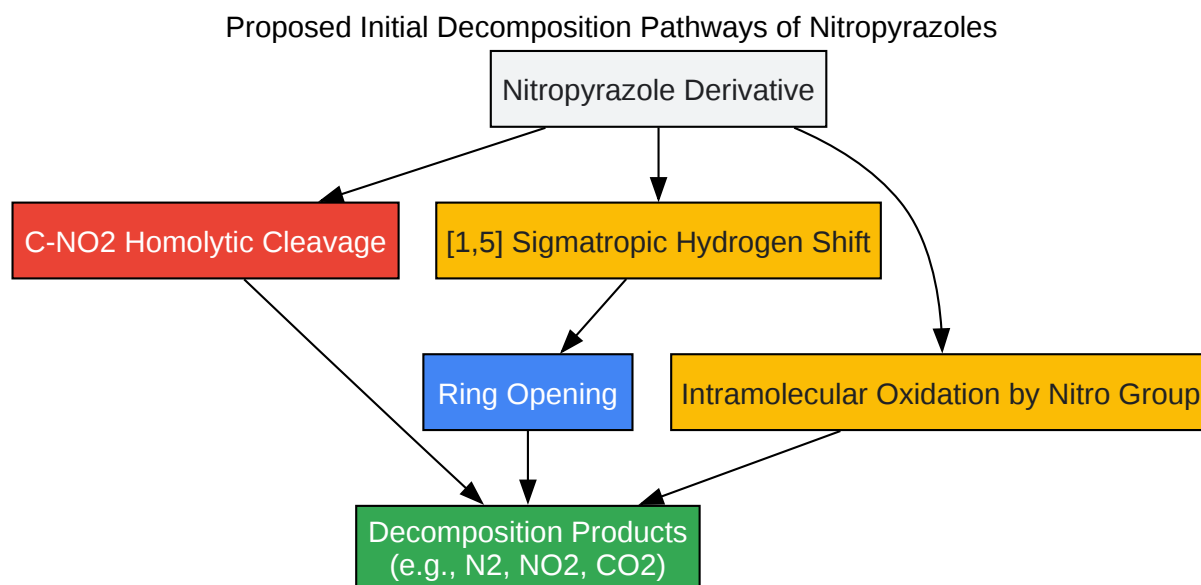 Proposed Initial Decomposition Pathways of Nitropyrazoles
Nitropyrazole Derivative
C-NO2 Homolytic Cleavage
[1,5] Sigmatropic Hydrogen Shift
Ring Opening
Intramolecular Oxidation by Nitro Group
Decomposition Products
(e.g., N2, NO2, CO2)